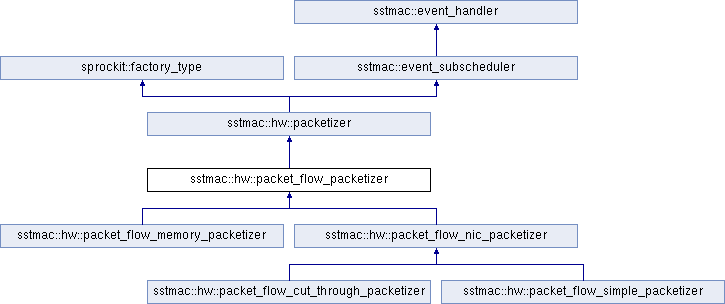 sstmac::event_handler
sprockit::factory_type
sstmac::event_subscheduler
sstmac::hw::packetizer
sstmac::hw::packet_flow_packetizer
sstmac::hw::packet_flow_memory_packetizer
sstmac::hw::packet_flow_nic_packetizer
sstmac::hw::packet_flow_cut_through_packetizer
sstmac::hw::packet_flow_simple_packetizer